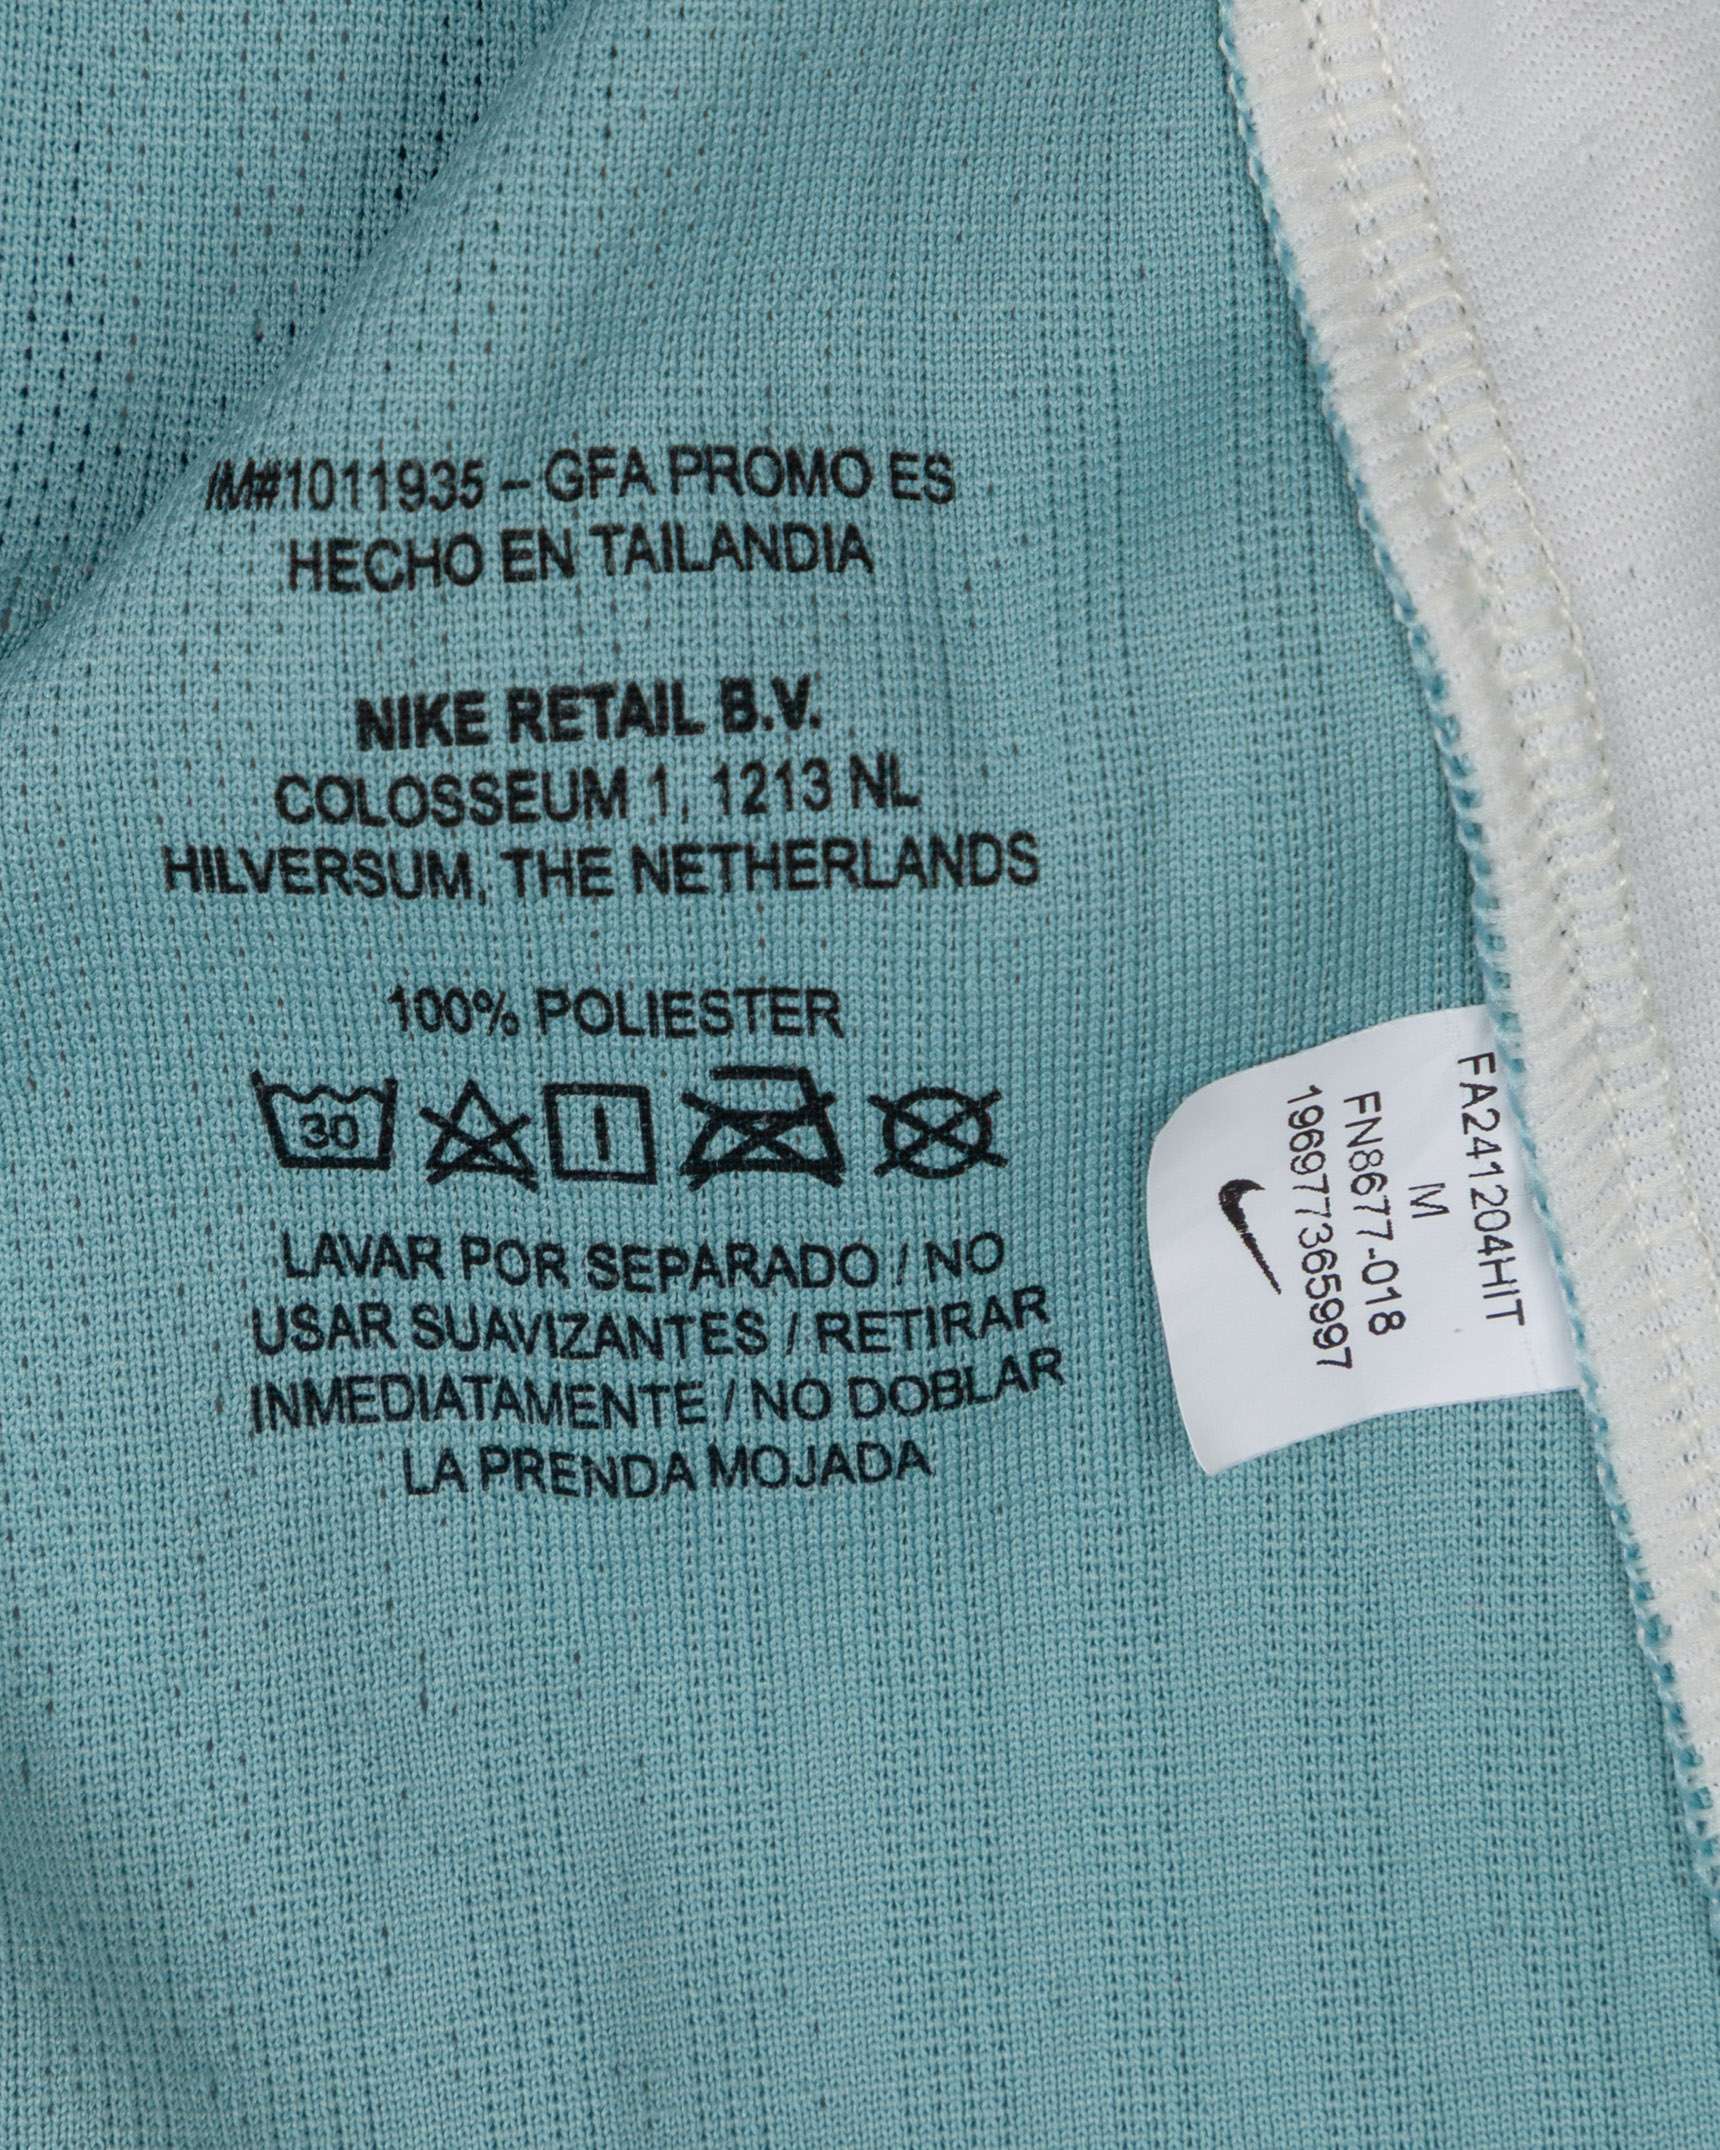 IM#1011935 – GFA PROMO ES
HECHO EN TAILANDIA
NIKE RETAIL B.V.
COLOSSEUM 1, 1213 NL
HILVERSUM, THE NETHERLANDS
100% POLIESTER
30
LAVAR POR SEPARADO / NO
USAR SUAVIZANTES / RETIRAR
INMEDIATAMENTE / NO DOBLAR
LA PRENDA MOJADA
FA241204HIT
M
FN8677-018
196977365997